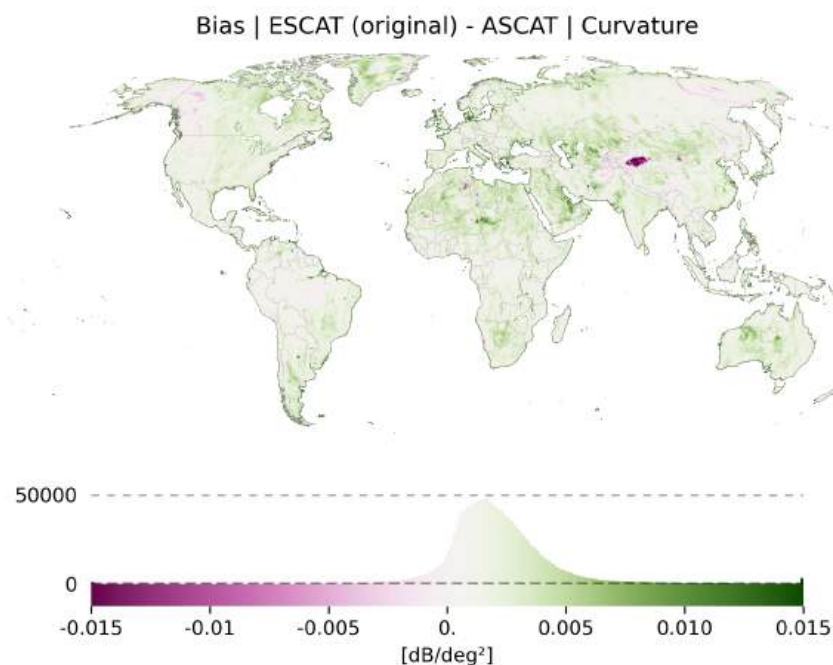 Bias | ESCAT (original) - ASCAT | Curvature
50000
0
-0.015 -0.01 -0.005 0. 0.005 0.010 0.015
[dB/deg²]